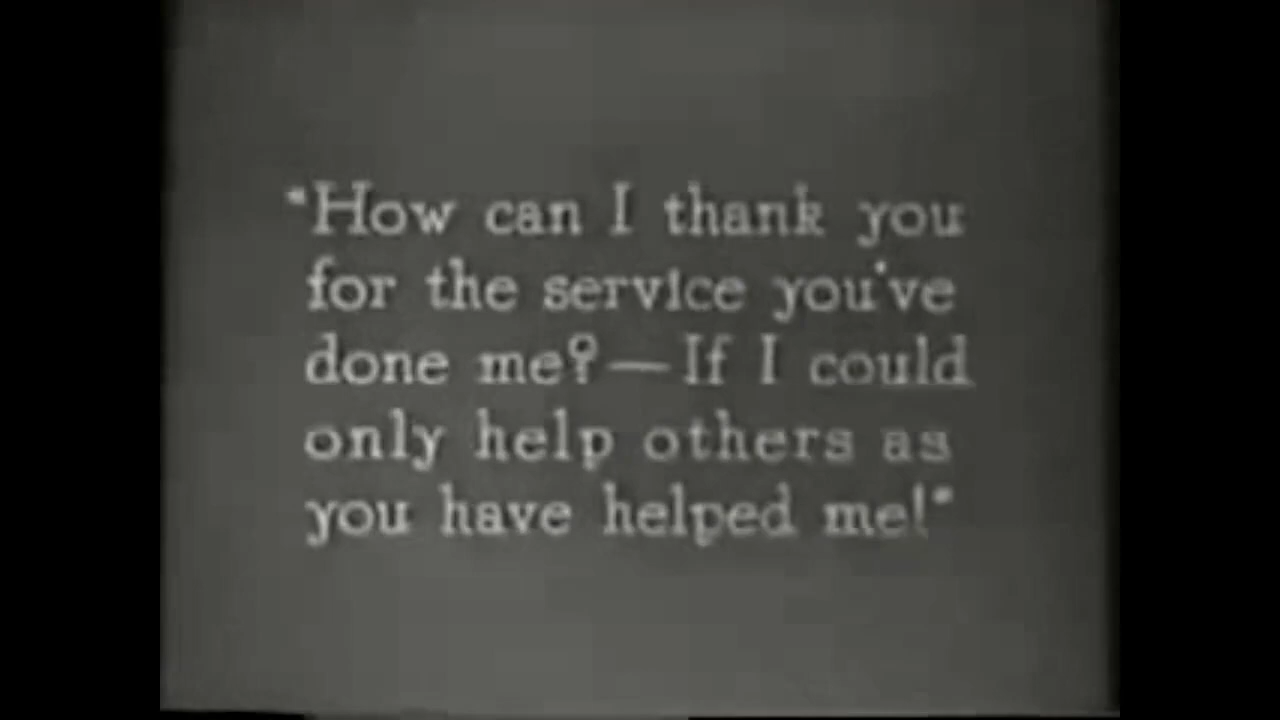 "How can I thank you
for the service you've
done me?—If I could
only help others as
you have helped me!"